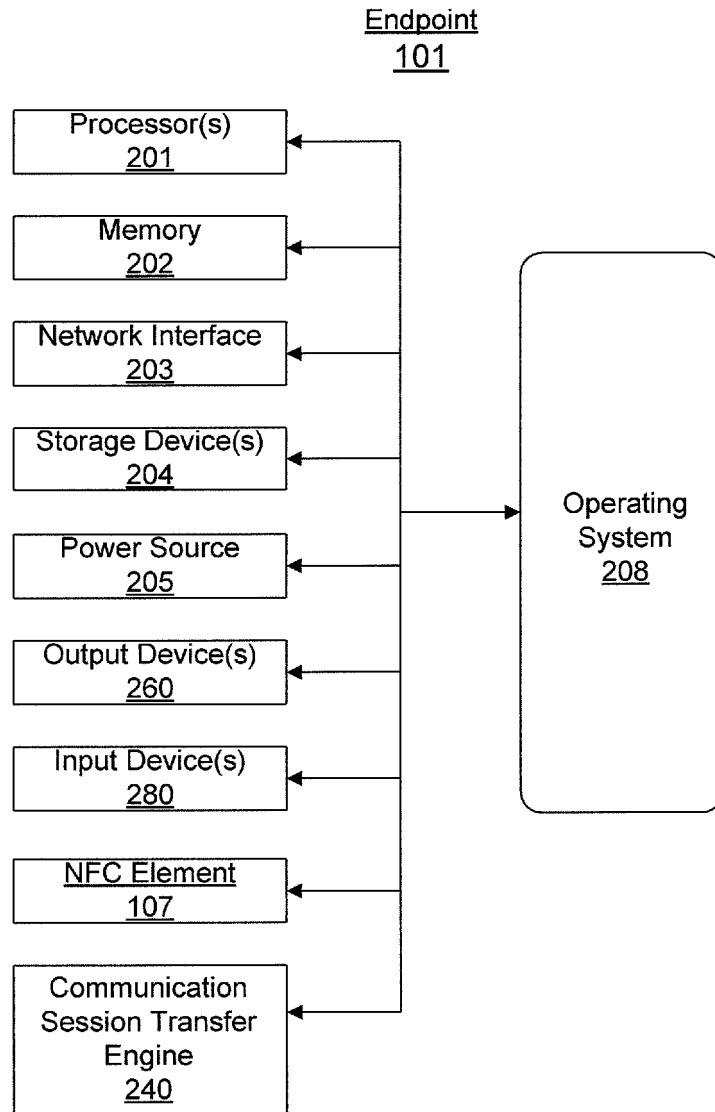 Endpoint
101
Processor(s)
201
Memory
202
Network Interface
203
Storage Device(s)
204
Power Source
205
Output Device(s)
260
Input Device(s)
280
NFC Element
107
Communication
Session Transfer
Engine
240
Operating
System
208